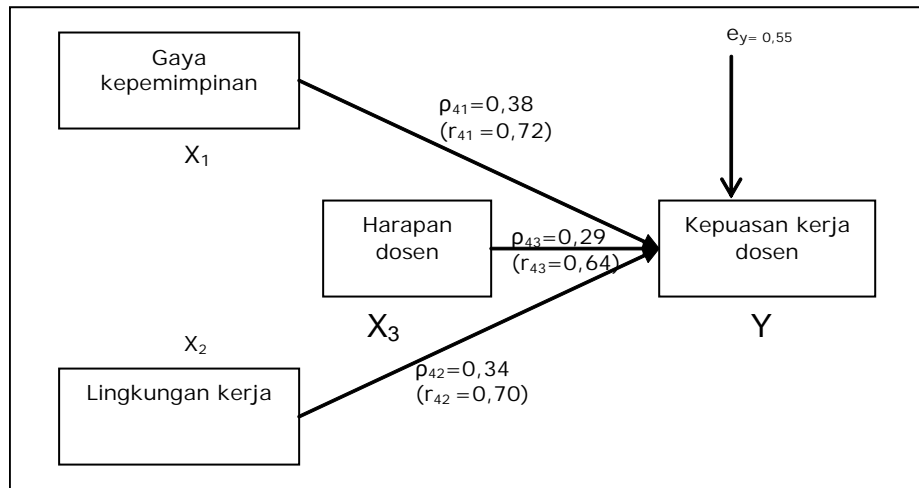 Gaya
kepemimpinan
X₁
e_y= 0,55
ρ₄₁=0,38
(r₄₁ =0,72)
Harapan
dosen
X₃
ρ₄₃=0,29
(r₄₃=0,64)
Kepuasan kerja
dosen
Y
X₂
Lingkungan kerja
ρ₄₂=0,34
(r₄₂ =0,70)